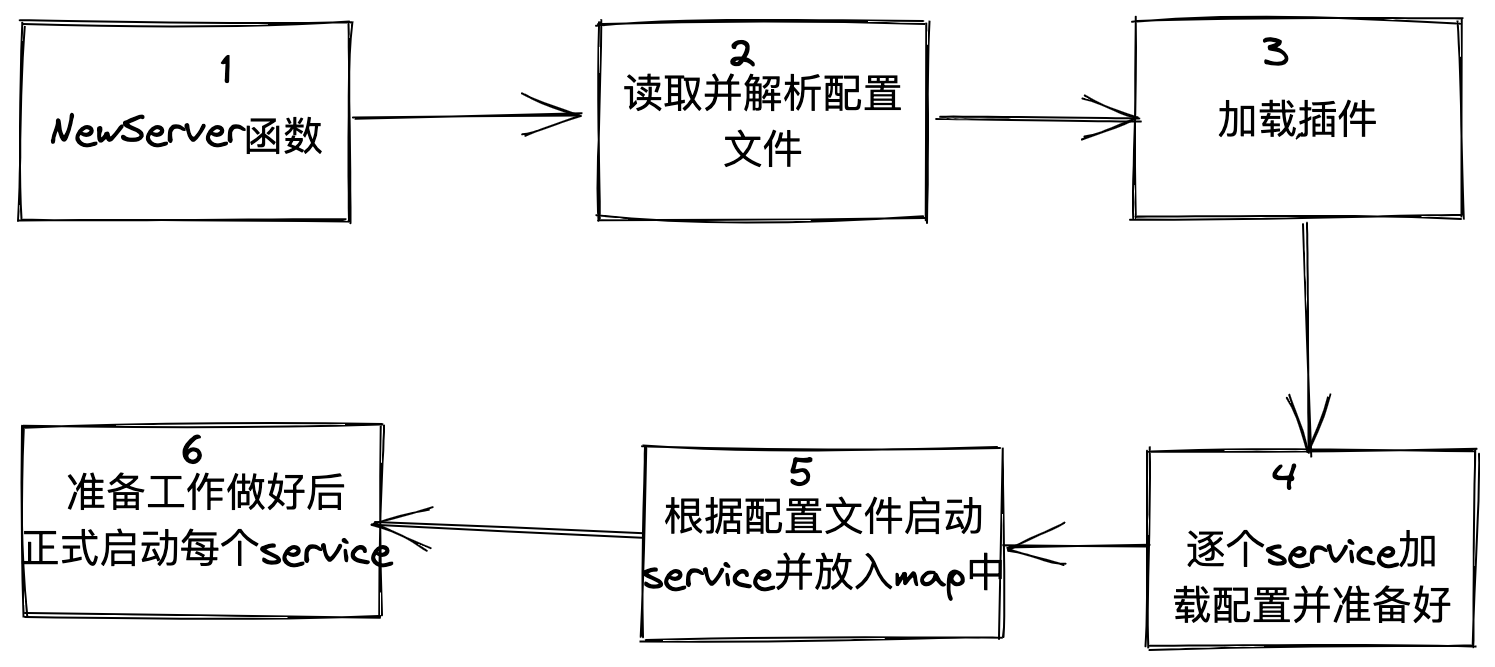 1
NewServer函数
2
读取并解析配置
文件
3
加载插件
4
逐个service加
载配置并准备好
5
根据配置文件启动
service并放入map中
6
准备工作做好后
正式启动每个service